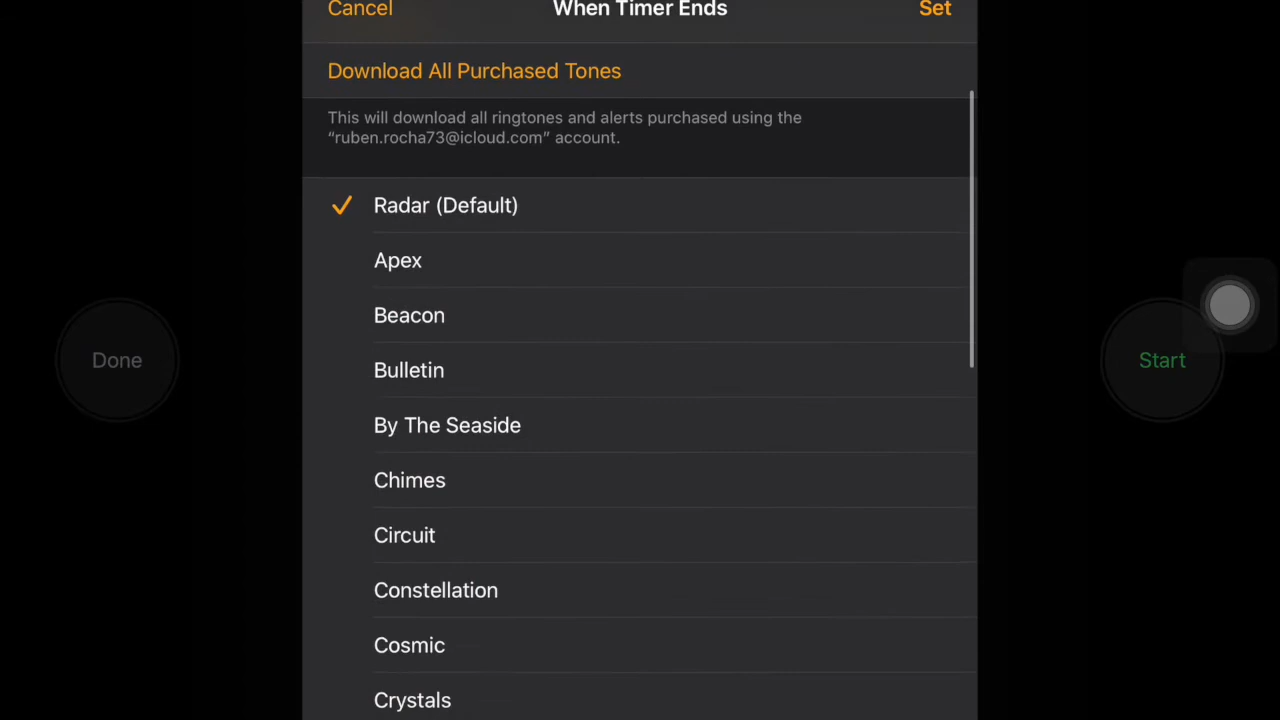 Cancel When Timer Ends Set
Download All Purchased Tones
This will download all ringtones and alerts purchased using the
“ruben.rocha73@icloud.com” account.
Radar (Default)
Apex
Beacon
Bulletin
By The Seaside
Chimes
Circuit
Constellation
Cosmic
Crystals
Done
Start